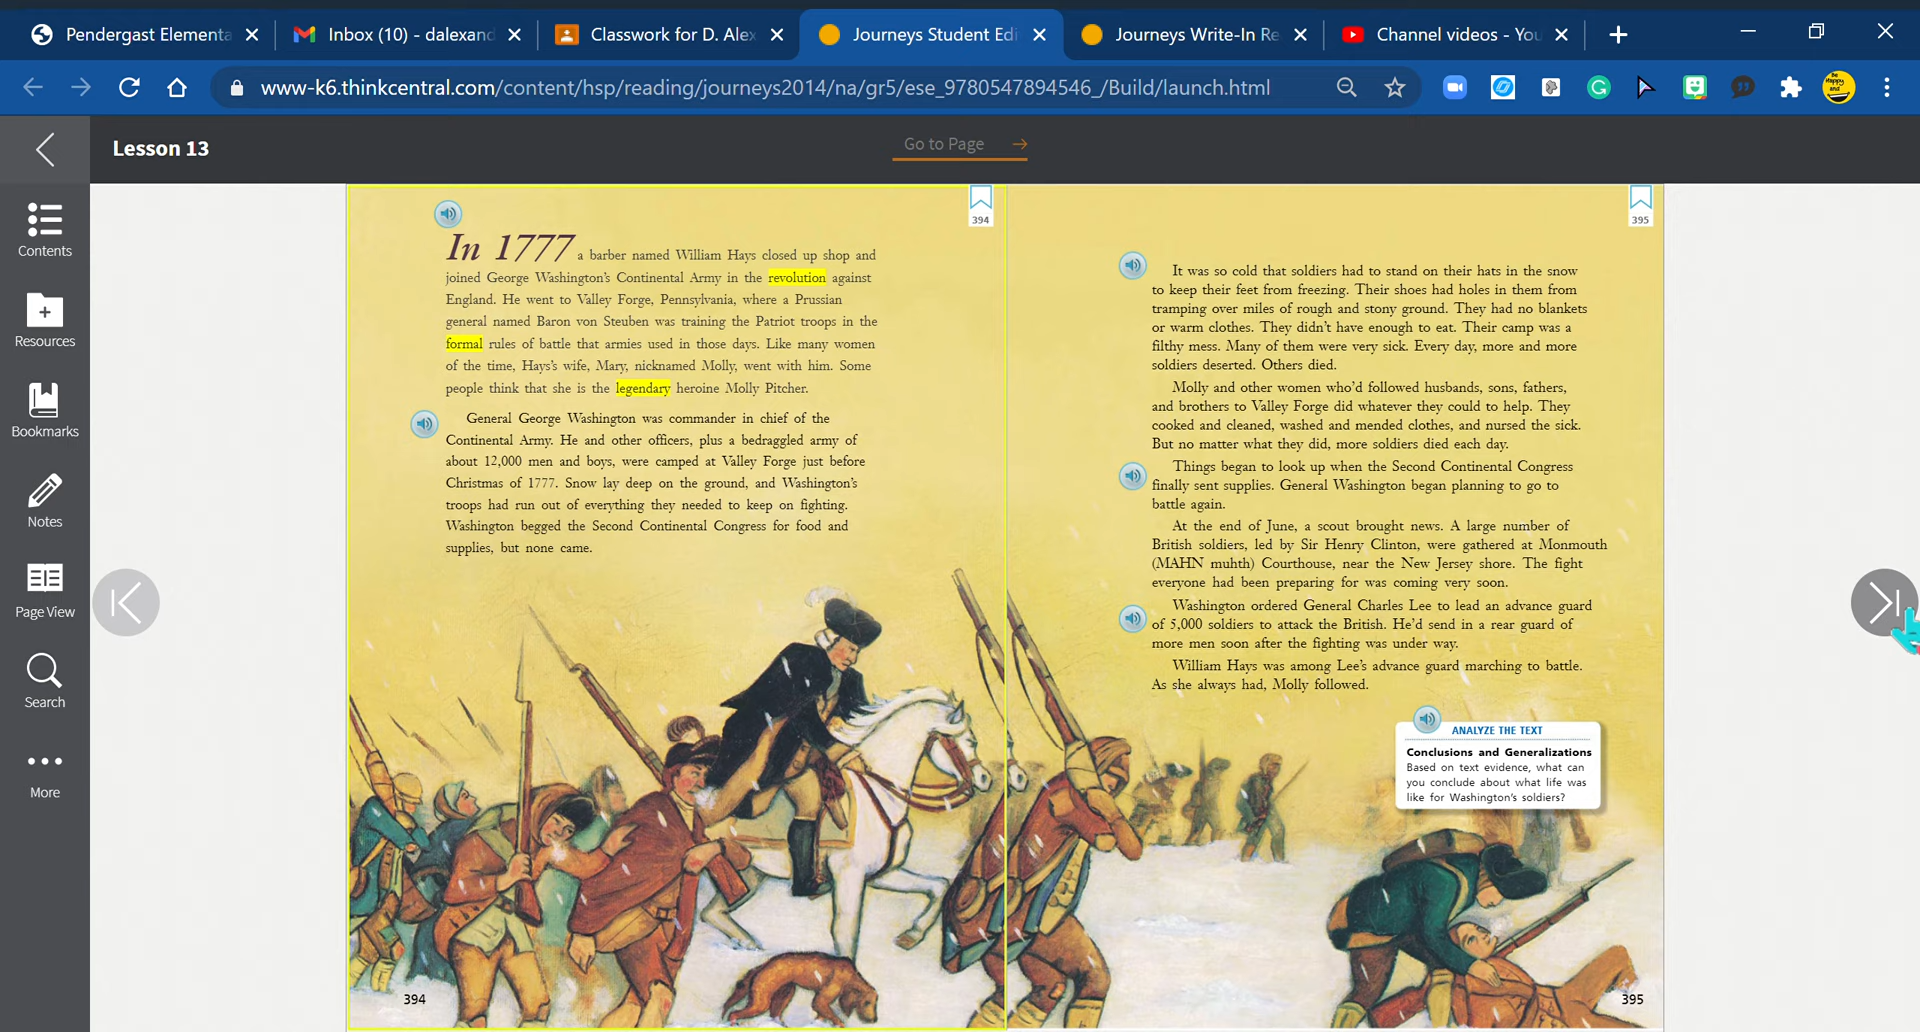 Pendergast Elementa
Inbox (10) - dalexand
Classwork for D. Alex
Journeys Student Edi
Journeys Write-In Re
Channel videos - You
www-k6.thinkcentral.com/content/hsp/reading/journeys2014/na/gr5/ese_9780547894546_/Build/launch.html
Lesson 13
Go to Page
Contents
Resources
Bookmarks
Notes
Page View
Search
More
394
In 1777 a barber named William Hays closed up shop and
joined George Washington's Continental Army in the revolution against
England. He went to Valley Forge, Pennsylvania, where a Prussian
general named Baron von Steuben was training the Patriot troops in the
formal rules of battle that armies used in those days. Like many women
of the time, Hays's wife, Mary, nicknamed Molly, went with him. Some
people think that she is the legendary heroine Molly Pitcher.
General George Washington was commander in chief of the
Continental Army. He and other officers, plus a bedraggled army of
about 12,000 men and boys, were camped at Valley Forge just before
Christmas of 1777. Snow lay deep on the ground, and Washington's
troops had run out of everything they needed to keep on fighting.
Washington begged the Second Continental Congress for food and
supplies, but none came.
394
395
It was so cold that soldiers had to stand on their hats in the snow
to keep their feet from freezing. Their shoes had holes in them from
tramping over miles of rough and stony ground. They had no blankets
or warm clothes. They didn't have enough to eat. Their camp was a
filthy mess. Many of them were very sick. Every day, more and more
soldiers deserted. Others died.
Molly and other women who'd followed husbands, sons, fathers,
and brothers to Valley Forge did whatever they could to help. They
cooked and cleaned, washed and mended clothes, and nursed the sick.
But no matter what they did, more soldiers died each day.
Things began to look up when the Second Continental Congress
finally sent supplies. General Washington began planning to go to
battle again.
At the end of June, a scout brought news. A large number of
British soldiers, led by Sir Henry Clinton, were gathered at Monmouth
(MAHN muhth) Courthouse, near the New Jersey shore. The fight
everyone had been preparing for was coming very soon.
Washington ordered General Charles Lee to lead an advance guard
of 5,000 soldiers to attack the British. He'd send in a rear guard of
more men soon after the fighting was under way.
William Hays was among Lee's advance guard marching to battle.
As she always had, Molly followed.
ANALYZE THE TEXT
Conclusions and Generalizations
Based on text evidence, what can
you conclude about what life was
like for Washington's soldiers?
395